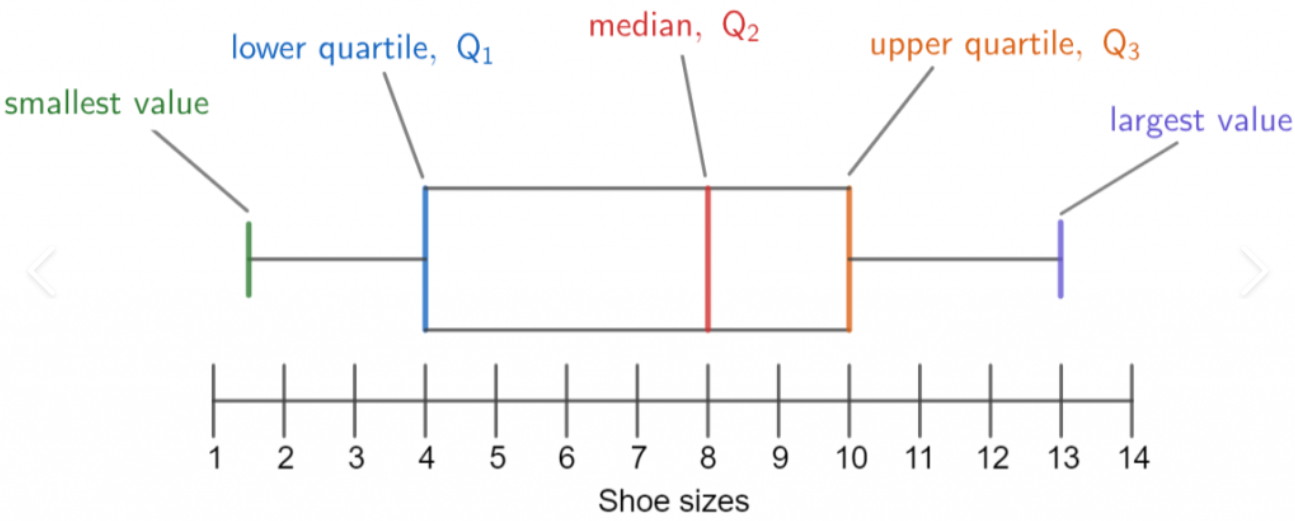 median, Q₂
lower quartile, Q₁
upper quartile, Q₃
smallest value
largest value
1 2 3 4 5 6 7 8 9 10 11 12 13 14
Shoe sizes